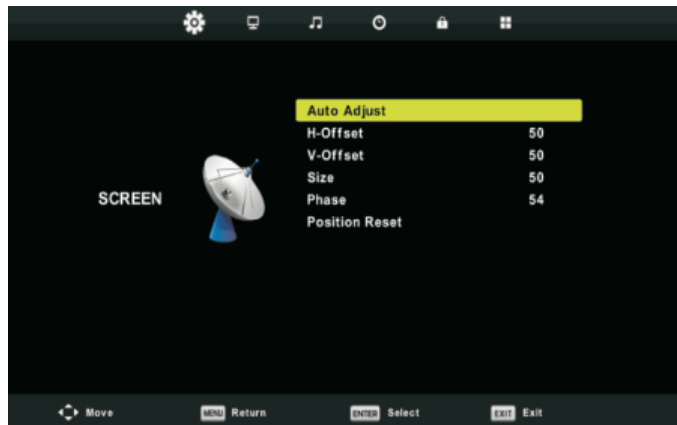 Auto Adjust
H-Offset 50
V-Offset 50
Size 50
SCREEN
Phase 54
Position Reset
Move MENU Return ENTER Select EXIT Exit